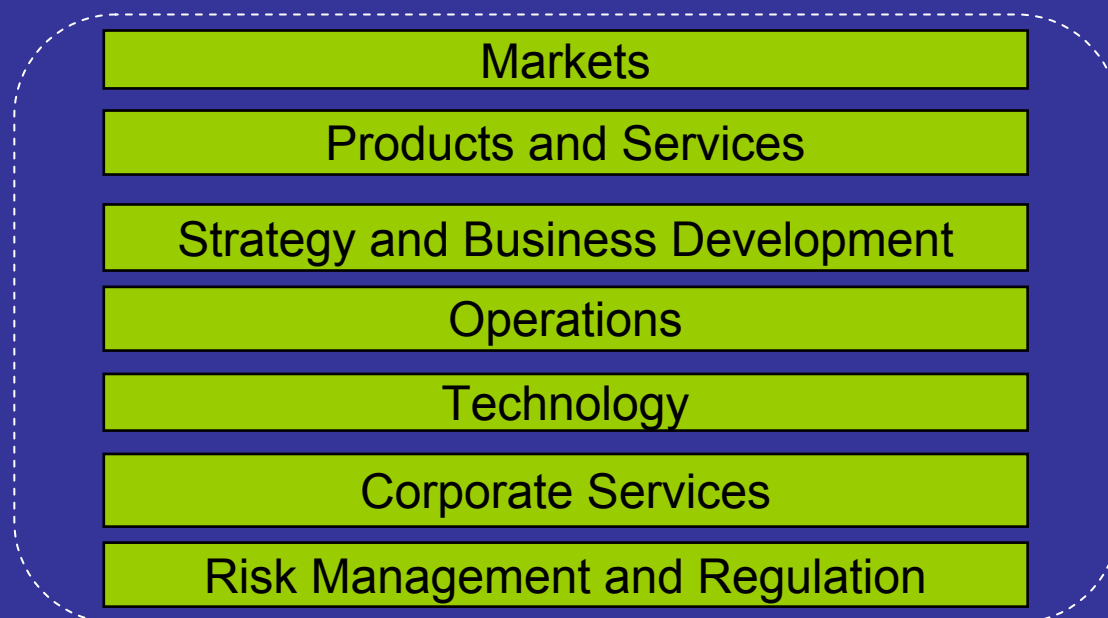 Markets
Products and Services
Strategy and Business Development
Operations
Technology
Corporate Services
Risk Management and Regulation